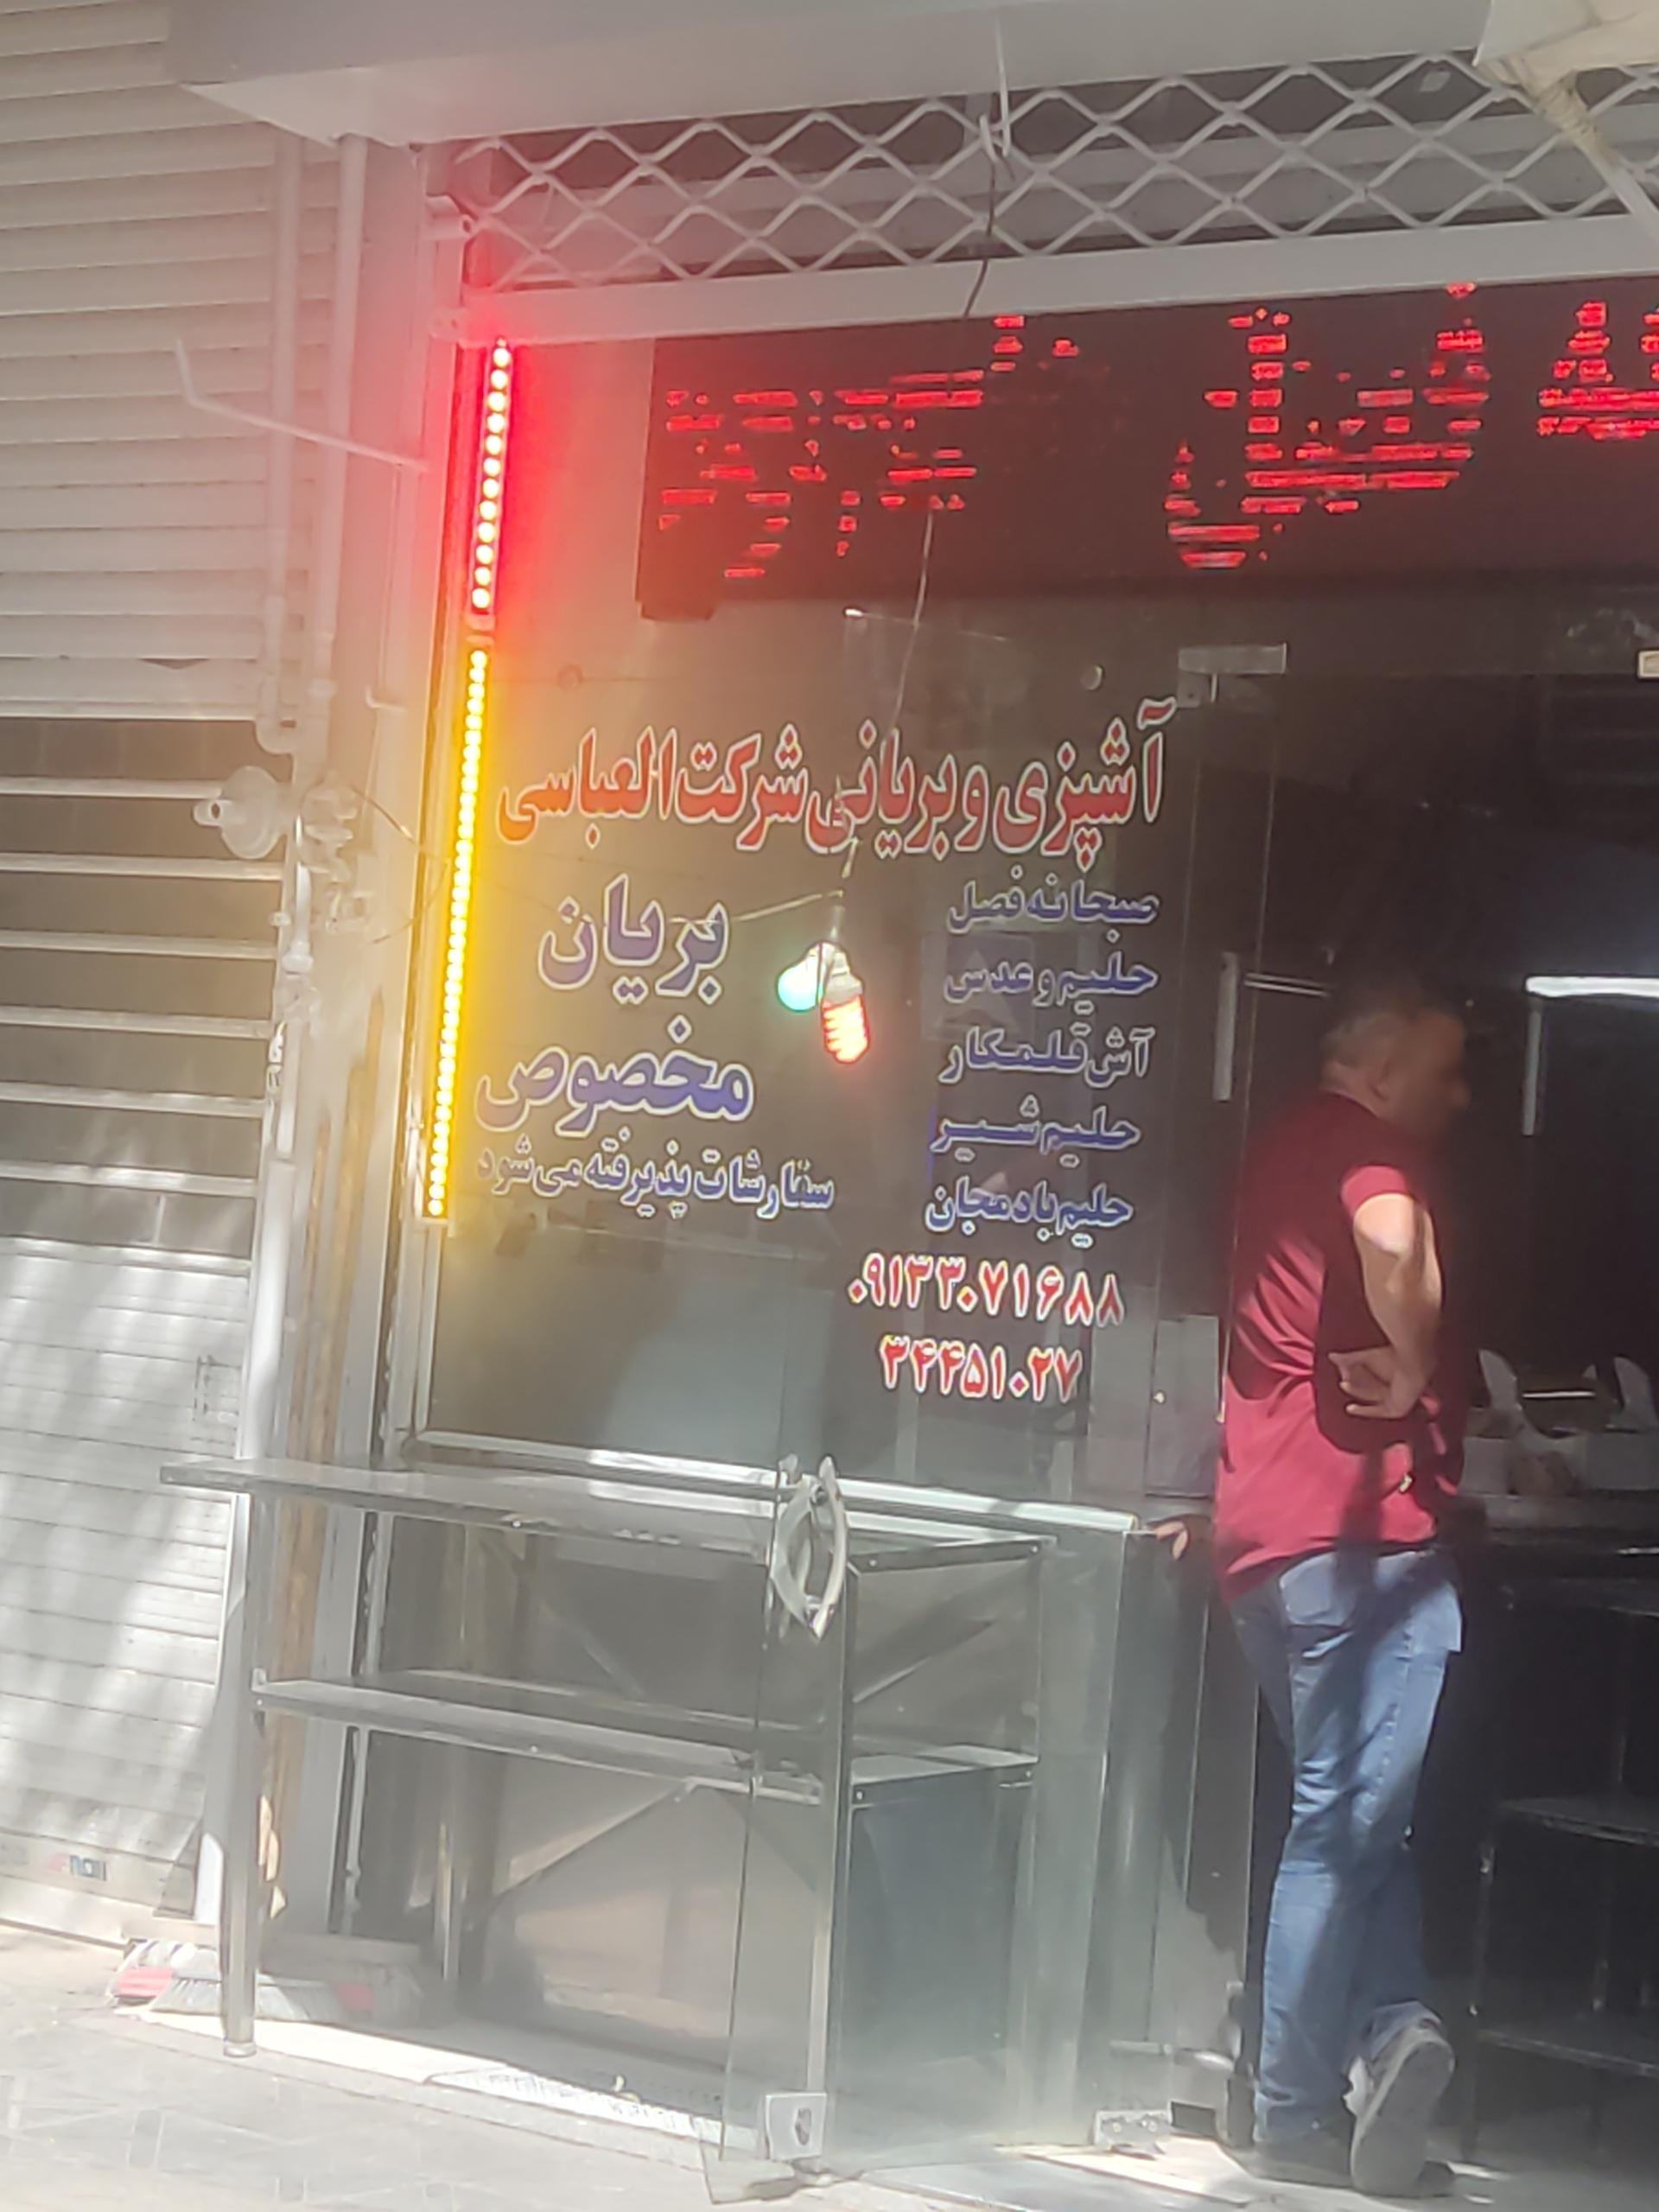 آشپزی و بریانی شرکت العباسی
صبحانه فصل
حلیم و عدس
آش قلمکار
حلیم شیر
حلیم بادمجان
۰۹۱۳۳۰۷۱۶۸۸
۳۴۴۵۱۰۲۷
بریان
مخصوص
سفارشات پذیرفته می شود